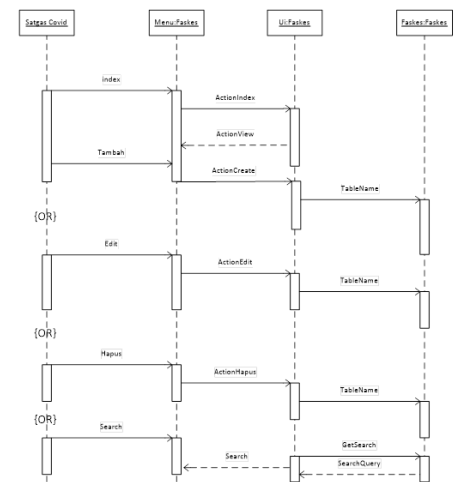 Satgas Covid
Menu:Faskes
Ui:Faskes
Faskes:Faskes
index
ActionIndex
ActionView
Tambah
ActionCreate
TableName
{OR}
Edit
ActionEdit
TableName
{OR}
Hapus
ActionHapus
TableName
{OR}
Search
GetSearch
Search
SearchQuery